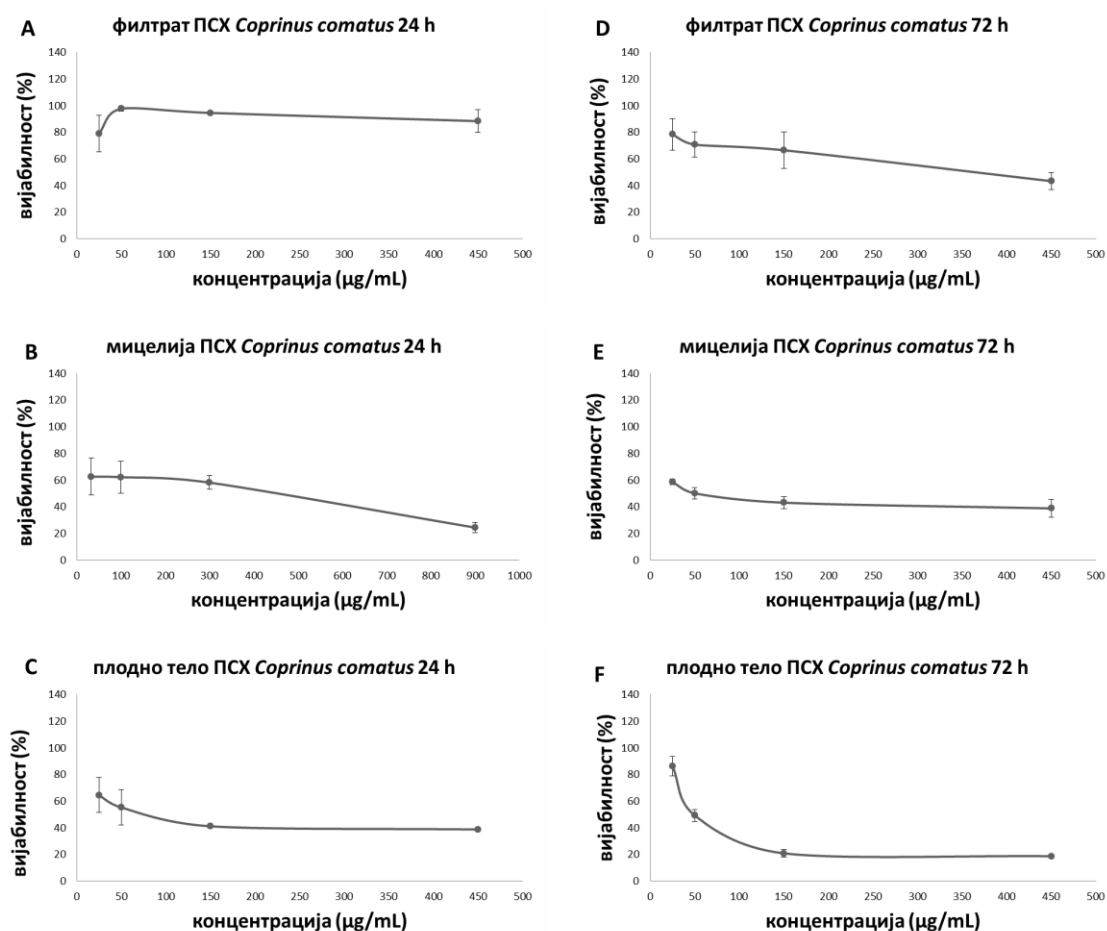 A
филтрат ПСХ Coprinus comatus 24 h
140
120
100
80
60
40
20
0
вијабилност (%)
0 50 100 150 200 250 300 350 400 450 500
концентрација (µg/mL)
D
филтрат ПСХ Coprinus comatus 72 h
140
120
100
80
60
40
20
0
вијабилност (%)
0 50 100 150 200 250 300 350 400 450 500
концентрација (µg/mL)
B
мицелија ПСХ Coprinus comatus 24 h
140
120
100
80
60
40
20
0
вијабилност (%)
0 100 200 300 400 500 600 700 800 900 1000
концентрација (µg/mL)
E
мицелија ПСХ Coprinus comatus 72 h
140
120
100
80
60
40
20
0
вијабилност (%)
0 50 100 150 200 250 300 350 400 450 500
концентрација (µg/mL)
C
плодно тело ПСХ Coprinus comatus 24 h
140
120
100
80
60
40
20
0
вијабилност (%)
0 50 100 150 200 250 300 350 400 450 500
концентрација (µg/mL)
F
плодно тело ПСХ Coprinus comatus 72 h
140
120
100
80
60
40
20
0
вијабилност (%)
0 50 100 150 200 250 300 350 400 450 500
концентрација (µg/mL)